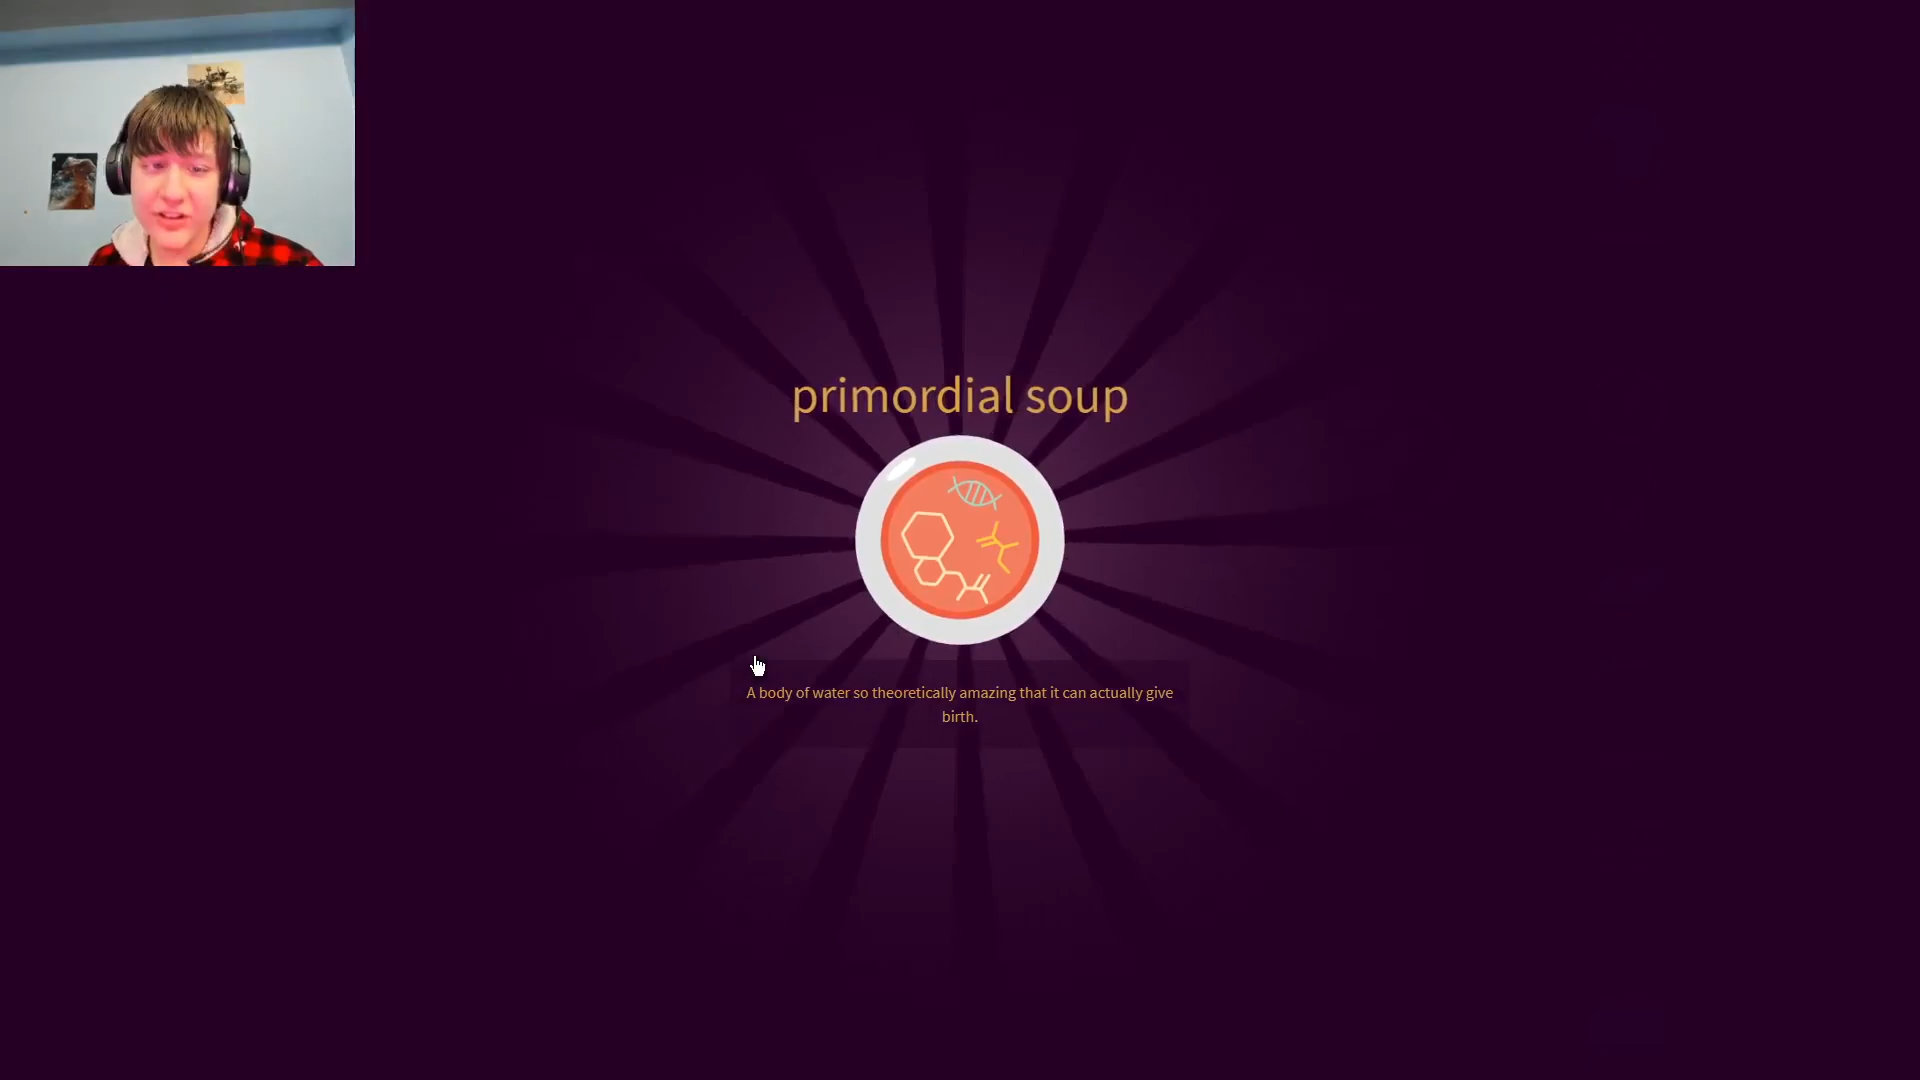 primordial soup
A body of water so theoretically amazing that it can actually give
birth.